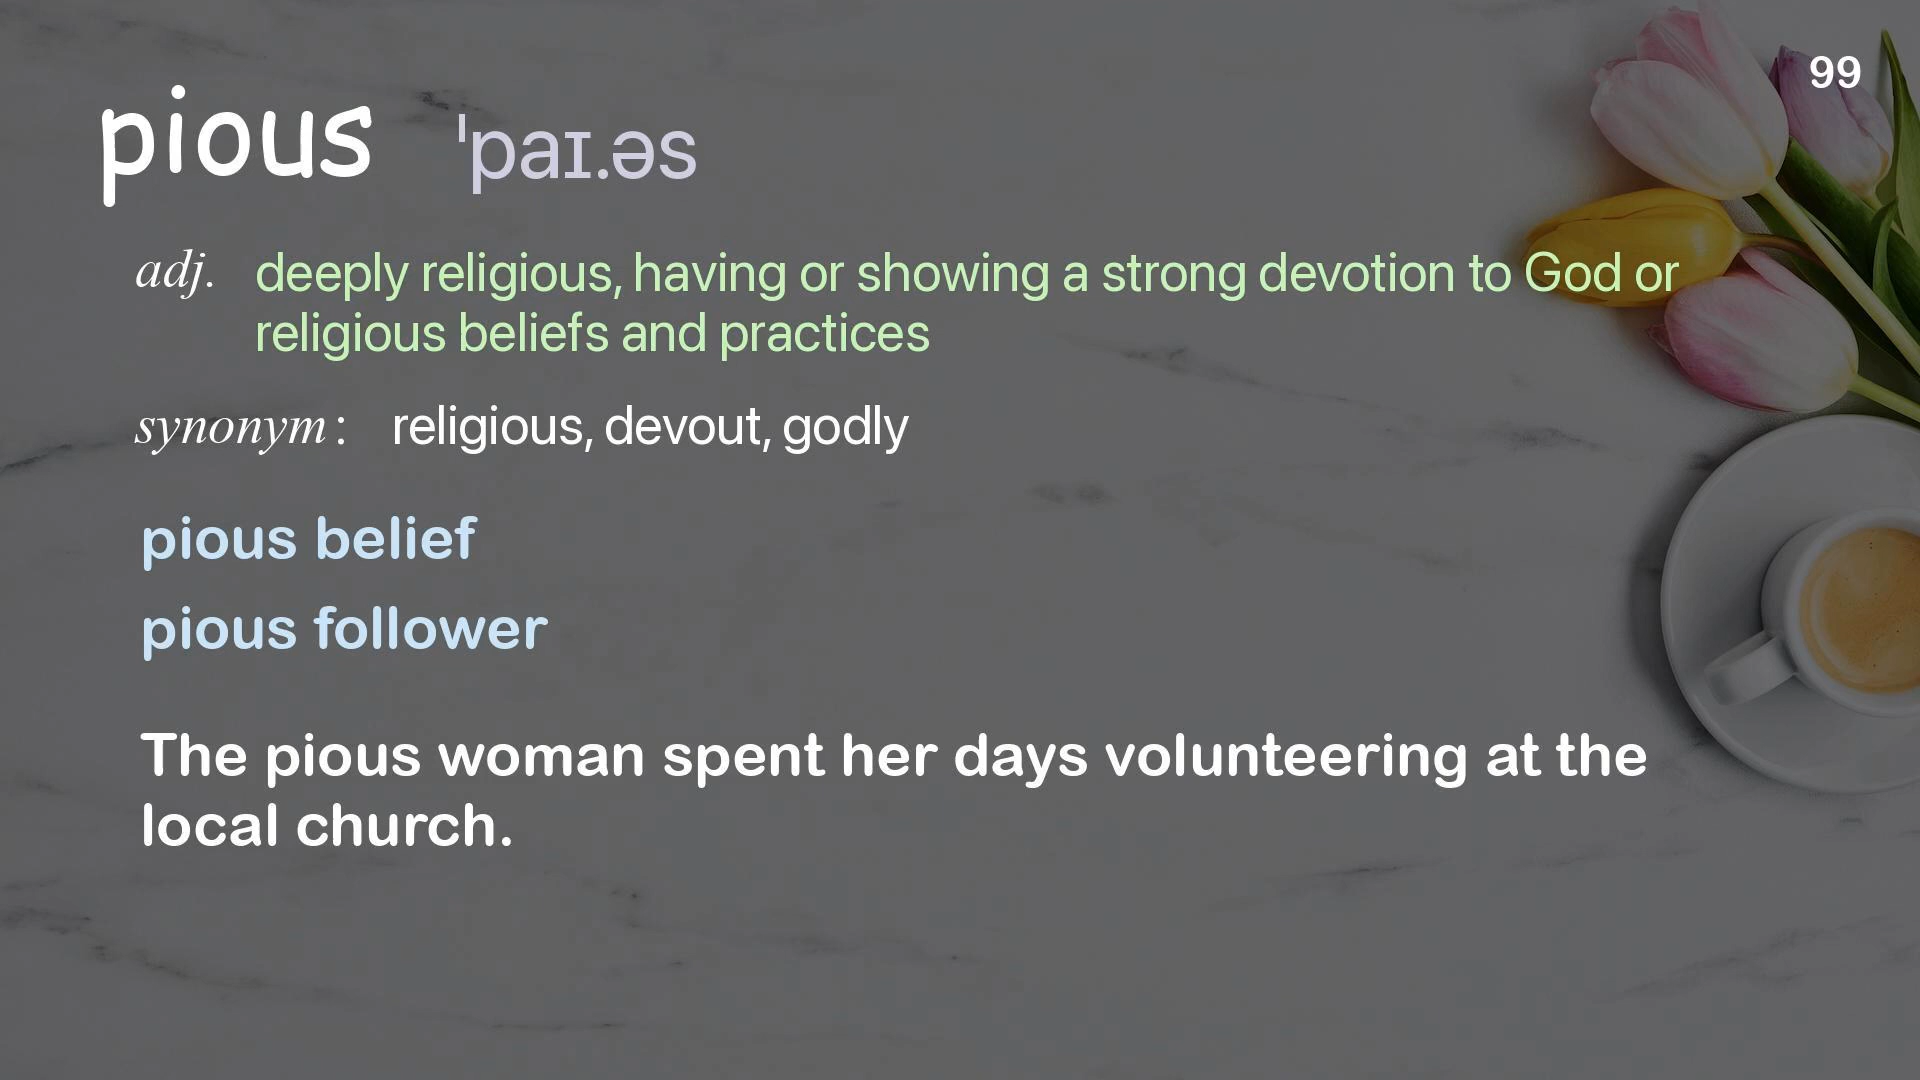 99
pious ˈpaɪ.əs
adj. deeply religious, having or showing a strong devotion to God or
religious beliefs and practices
synonym : religious, devout, godly
pious belief
pious follower
The pious woman spent her days volunteering at the
local church.